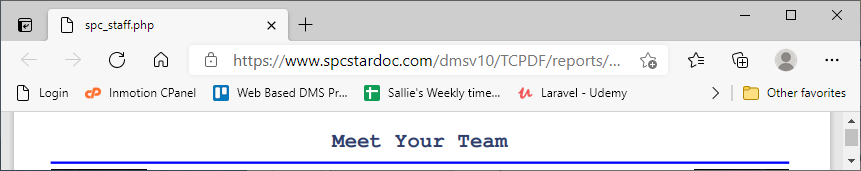 spc_staff.php
https://www.spcstardoc.com/dmsv10/TCPDF/reports/...
Login Inmotion CPanel Web Based DMS Pr... Sallie's Weekly time... Laravel - Udemy Other favorites
Meet Your Team